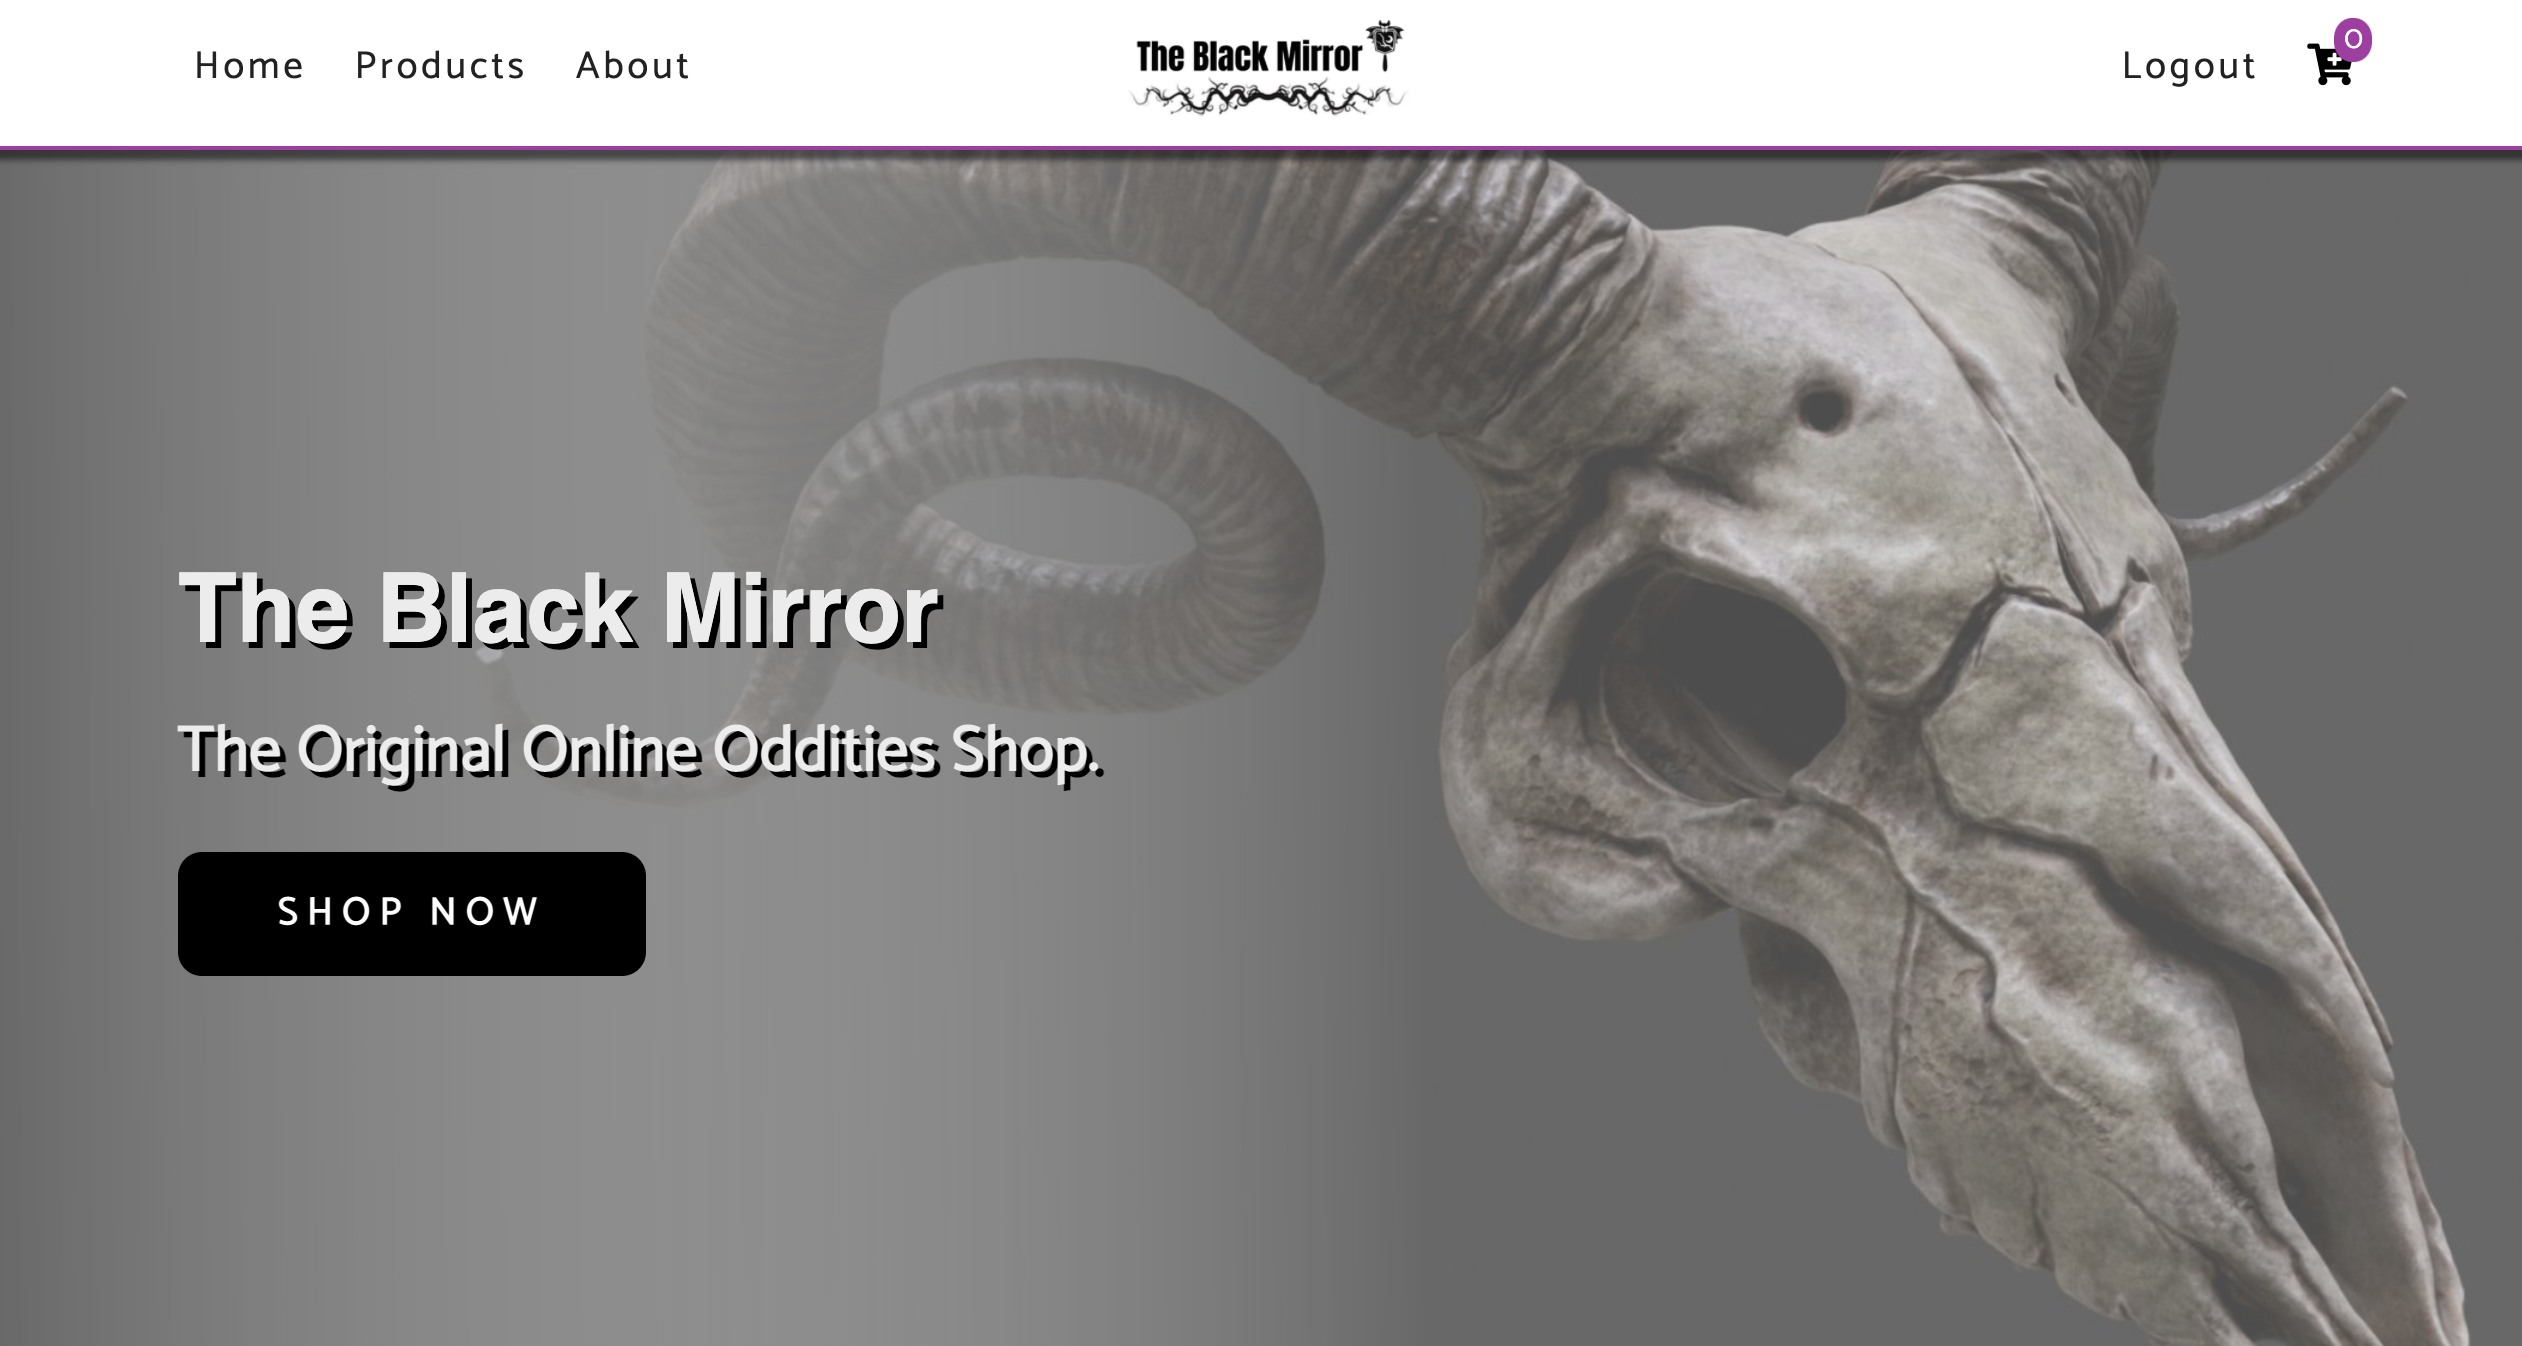 Home Products About
The Black Mirror
Logout
0
The Black Mirror
The Original Online Oddities Shop.
SHOP NOW